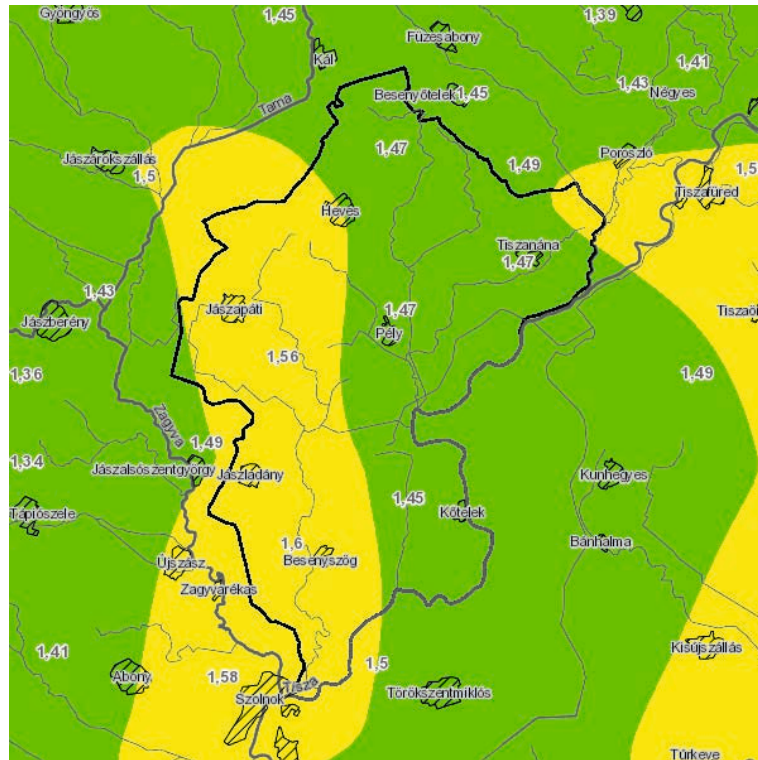 Gyöngyös
1,45
Kál
Füzesabony
1,39
1,41
1,43
Négyes
Besenyőtelek
1,45
Tarna
Jászárokszállás
1,5
1,47
1,49
Poroszló
1,5
Tiszafüred
Heves
Tiszanána
1,47
1,43
Jászberény
Jászapáti
1,47
Pély
1,56
1,36
1,49
Zagyva
1,49
1,34
Jászalsószentgyörgy
Jászladány
1,45
Kőtelek
Kunhegyes
Tápiószele
1,6
Besenyszög
Bánhalma
Újszász
Zagyvarékas
1,41
Abony
1,58
Szolnok
Tisza
1,5
Törökszentmiklós
Kisújszállás
Túrkeve